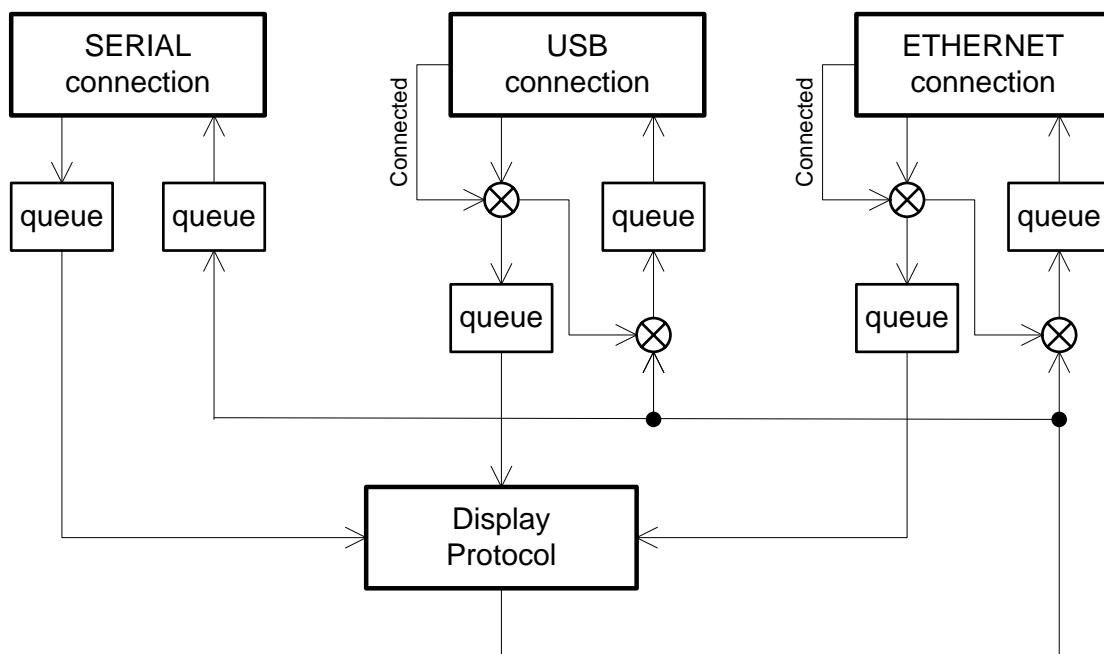 SERIAL
connection
USB
connection
ETHERNET
connection
Connected
Connected
queue
queue
queue
queue
queue
queue
Display
Protocol